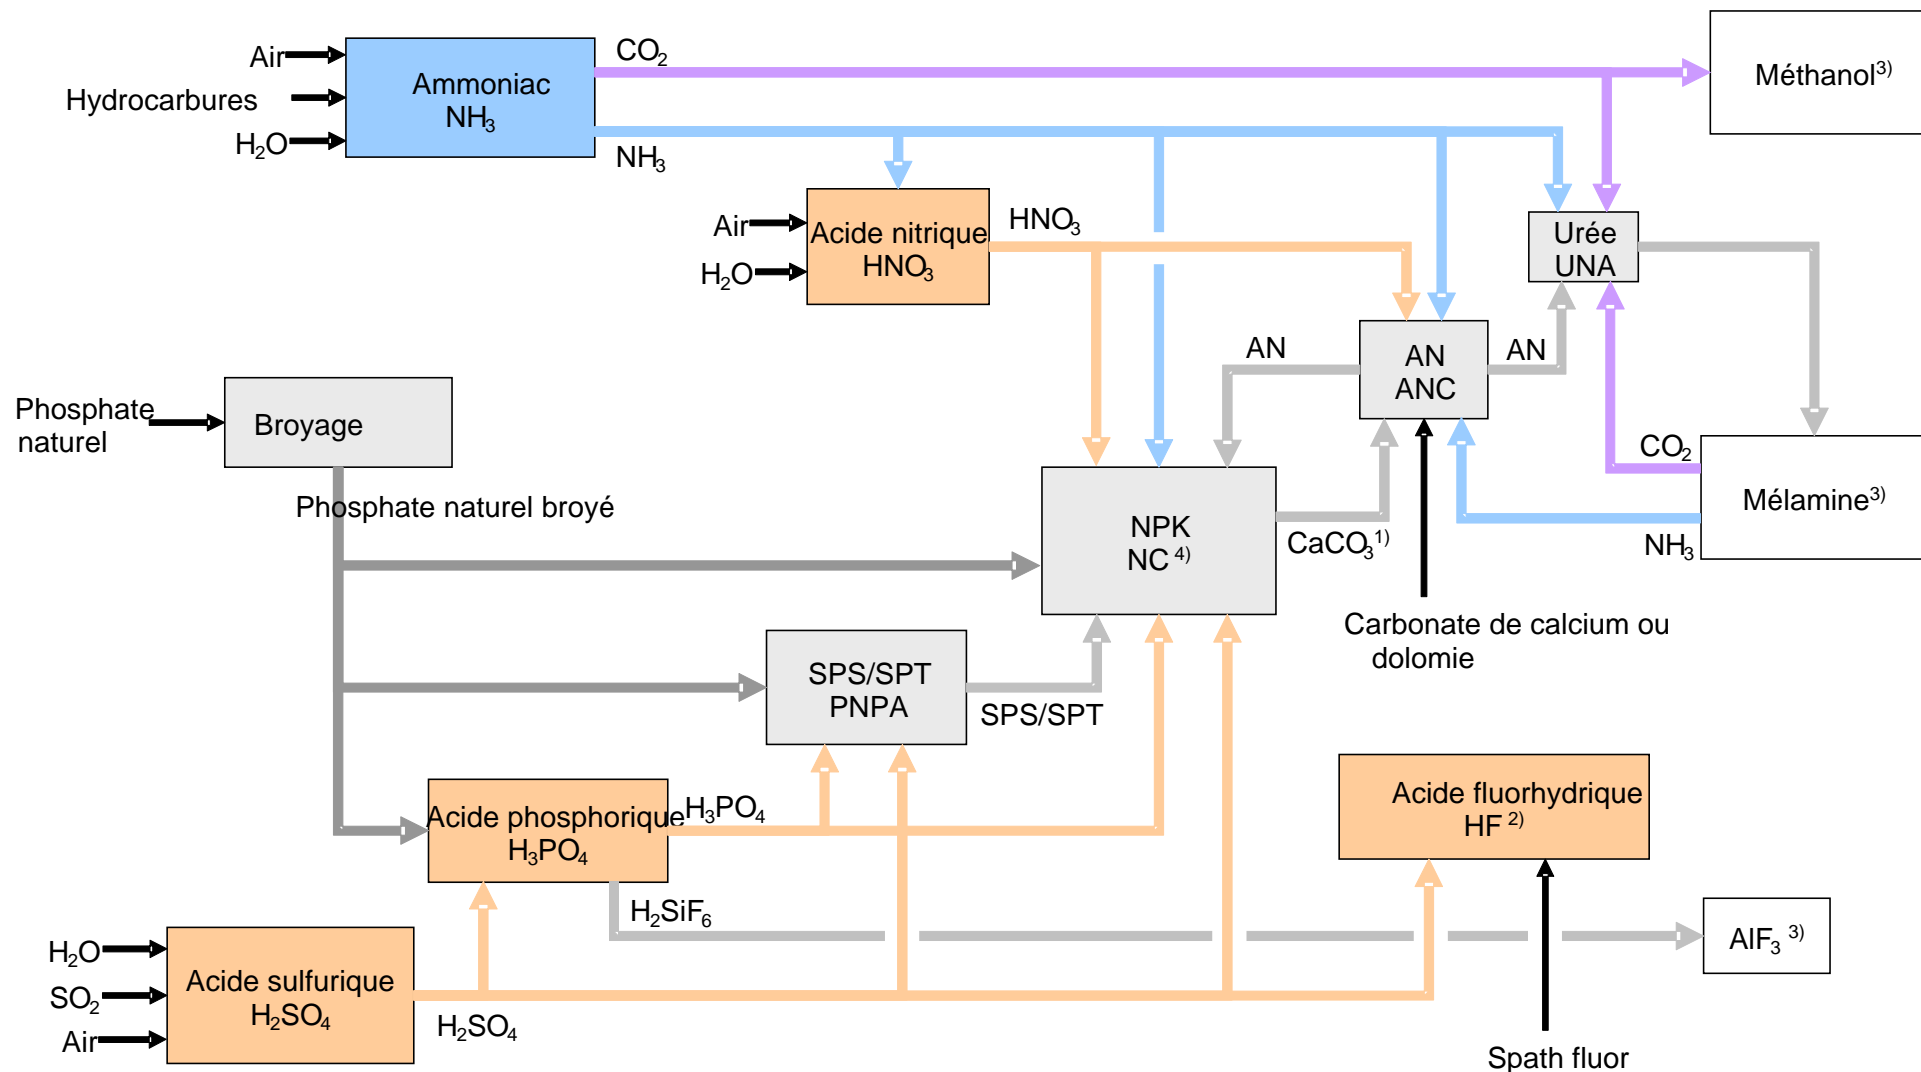 Air
Hydrocarbures
H₂O
Ammoniac
NH₃
CO₂
NH₃
Méthanol³⁾
Air
H₂O
Acide nitrique
HNO₃
HNO₃
Urée
UNA
AN
AN
ANC
AN
Phosphate
naturel
Broyage
Phosphate naturel broyé
CO₂
Mélamine³⁾
NH₃
NPK
NC ⁴⁾
CaCO₃¹⁾
Carbonate de calcium ou
dolomie
SPS/SPT
PNPA
SPS/SPT
Acide phosphorique
H₃PO₄
H₃PO₄
Acide fluorhydrique
HF ²⁾
H₂SiF₆
AlF₃ ³⁾
H₂O
SO₂
Air
Acide sulfurique
H₂SO₄
H₂SO₄
Spath fluor